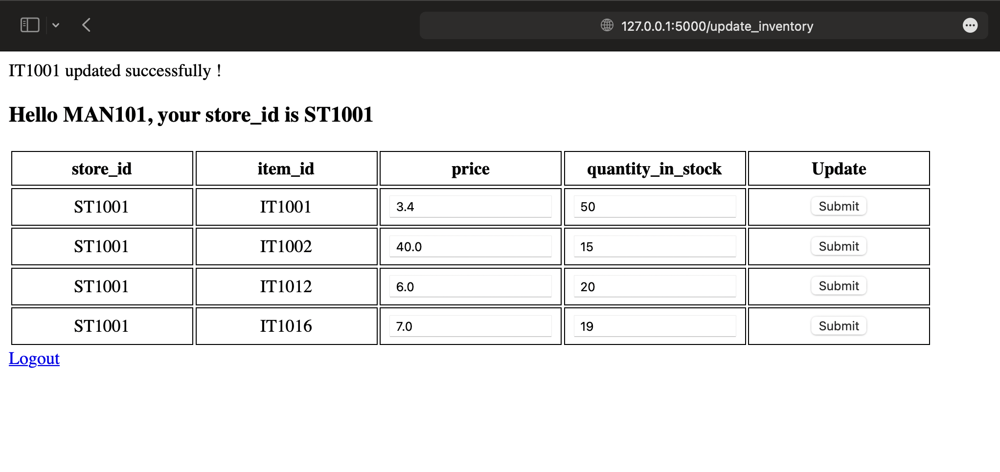 127.0.0.1:5000/update_inventory
IT1001 updated successfully !
Hello MAN101, your store_id is ST1001
store_id item_id price quantity_in_stock Update
ST1001 IT1001 3.4 50 Submit
ST1001 IT1002 40.0 15 Submit
ST1001 IT1012 6.0 20 Submit
ST1001 IT1016 7.0 19 Submit
Logout